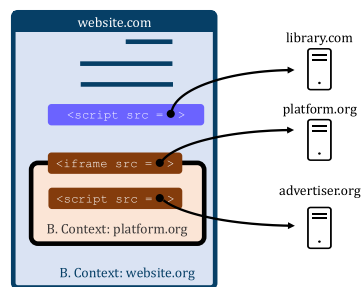 website.com
library.com
<script src = >
platform.org
<iframe src = >
<script src = >
advertiser.org
B. Context: platform.org
B. Context: website.org